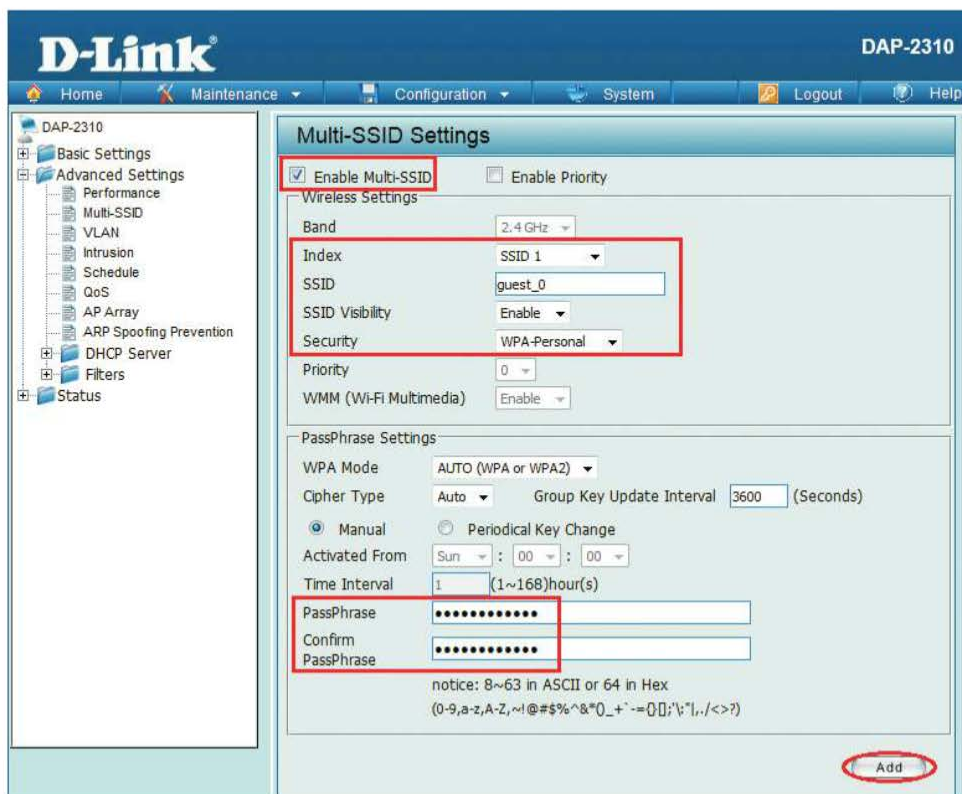 D-Link®
DAP-2310
Home Maintenance Configuration System Logout Help
DAP-2310
Basic Settings
Advanced Settings
Performance
Multi-SSID
VLAN
Intrusion
Schedule
QoS
AP Array
ARP Spoofing Prevention
DHCP Server
Filters
Status
Multi-SSID Settings
Enable Multi-SSID Enable Priority
Wireless Settings
Band 2.4 GHz
Index SSID 1
SSID guest_0
SSID Visibility Enable
Security WPA-Personal
Priority 0
WMM (Wi-Fi Multimedia) Enable
PassPhrase Settings
WPA Mode AUTO (WPA or WPA2)
Cipher Type Auto Group Key Update Interval 3600 (Seconds)
Manual Periodical Key Change
Activated From Sun : 00 : 00
Time Interval 1 (1~168)hour(s)
PassPhrase ••••••••••••
Confirm PassPhrase ••••••••••••
notice: 8~63 in ASCII or 64 in Hex
(0-9,a-z,A-Z,~!@#$%^&*()_+`-={}[];'\:"|,./<>?)
Add